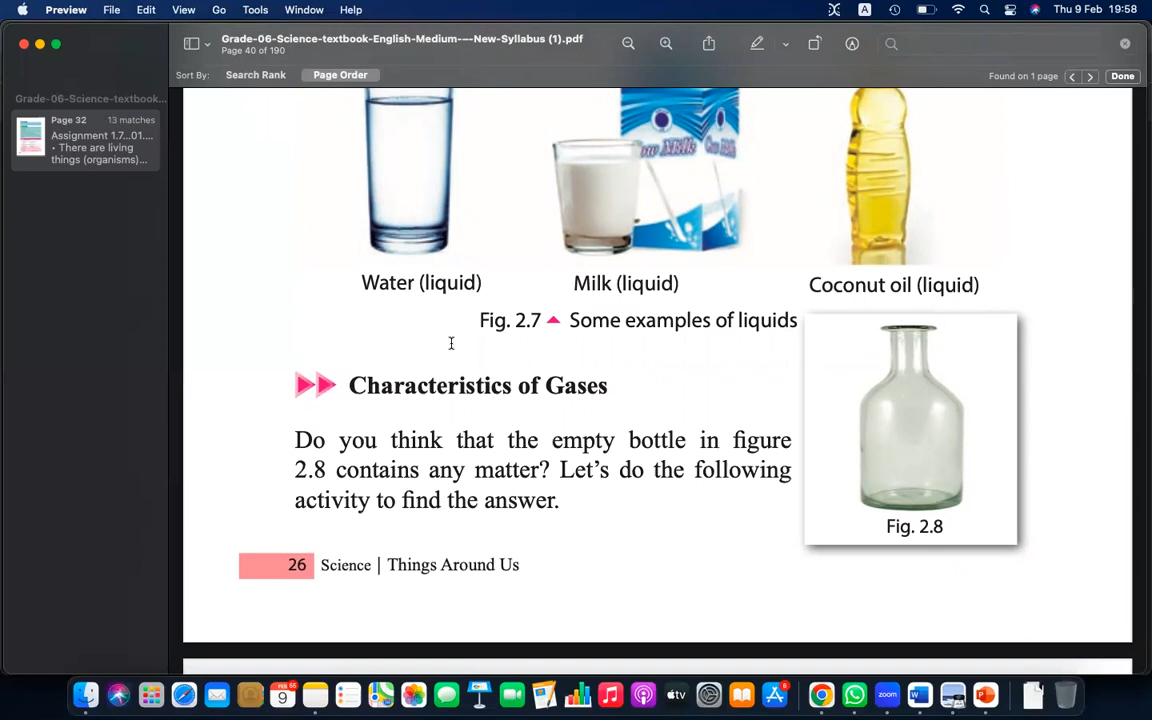 Preview File Edit View Go Tools Window Help A Thu 9 Feb 19:58
Grade-06-Science-textbook-English-Medium-–-New-Syllabus (1).pdf
Page 40 of 190
Sort By: Search Rank Page Order Found on 1 page Done
Grade-06-Science-textbook...
Page 32 13 matches
Assignment 1.7...01....
• There are living
things (organisms)...
Water (liquid) Milk (liquid) Coconut oil (liquid)
Fig. 2.7 Some examples of liquids
Characteristics of Gases
Do you think that the empty bottle in figure
2.8 contains any matter? Let's do the following
activity to find the answer.
Fig. 2.8
26 Science | Things Around Us
FEB
9
tv
zoom